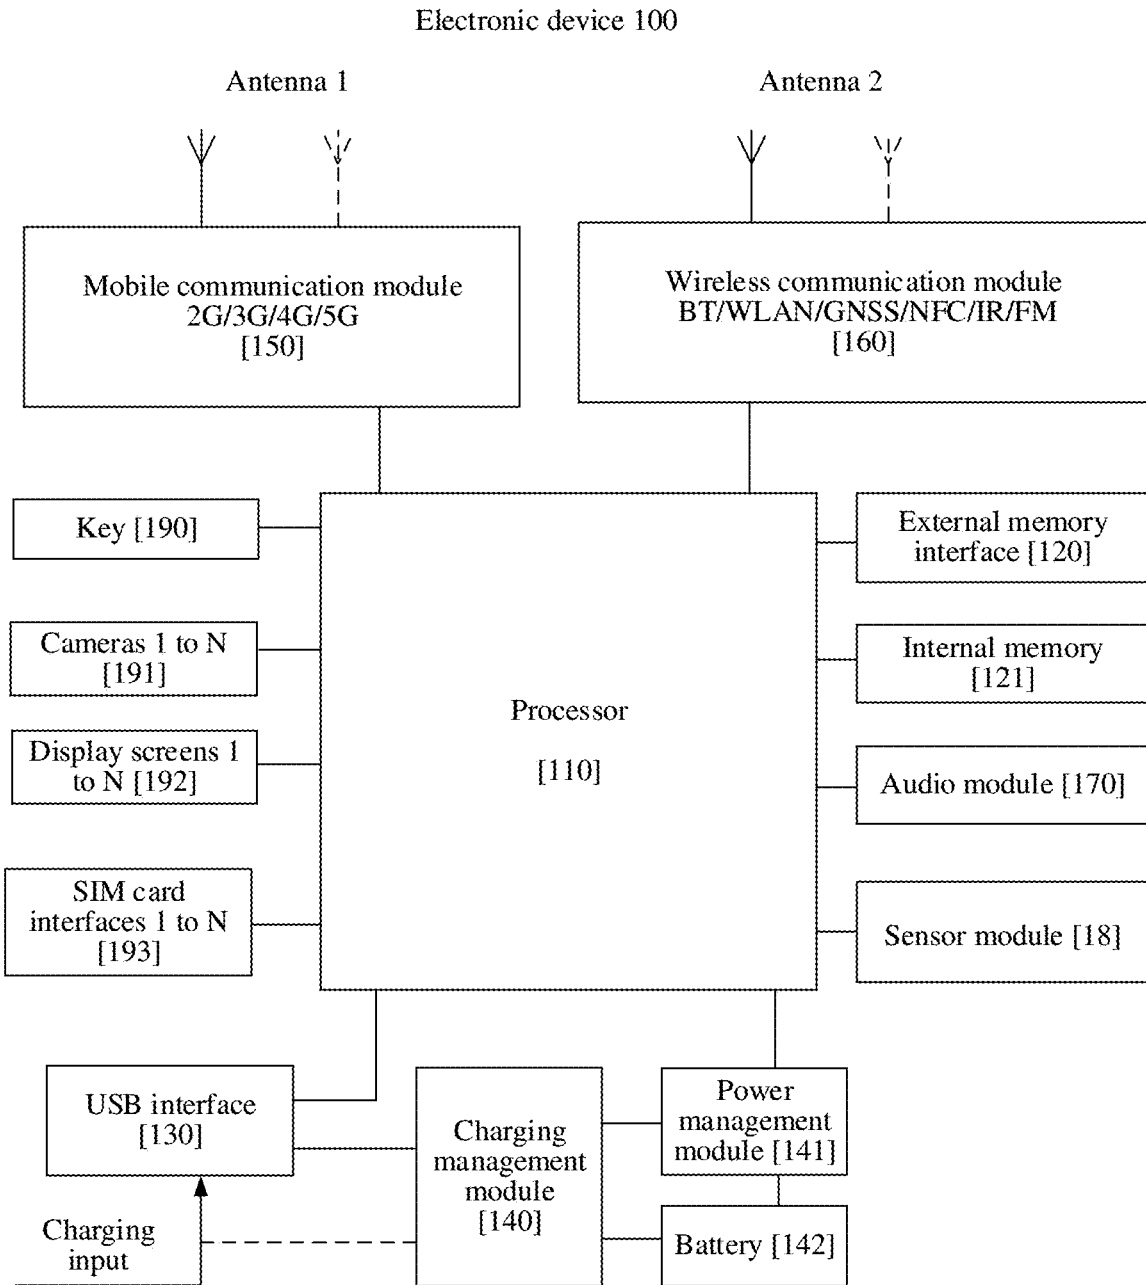 Electronic device 100
Antenna 1
Antenna 2
Mobile communication module
2G/3G/4G/5G
[150]
Wireless communication module
BT/WLAN/GNSS/NFC/IR/FM
[160]
Key [190]
Cameras 1 to N
[191]
Display screens 1
to N [192]
SIM card
interfaces 1 to N
[193]
Processor
[110]
External memory
interface [120]
Internal memory
[121]
Audio module [170]
Sensor module [18]
USB interface
[130]
Charging
management
module
[140]
Power
management
module [141]
Battery [142]
Charging
input